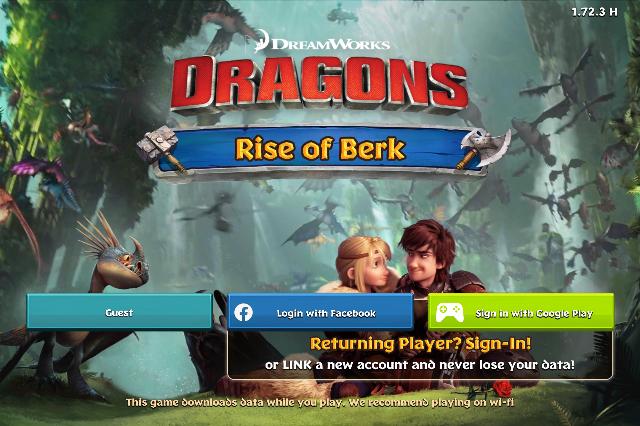 1.72.3 H
DREAMWORKS
DRAGONS
Rise of Berk
Guest
Login with Facebook
Sign in with Google Play
Returning Player? Sign-In!
or LINK a new account and never lose your data!
This game downloads data while you play. We recommend playing on wi-fi